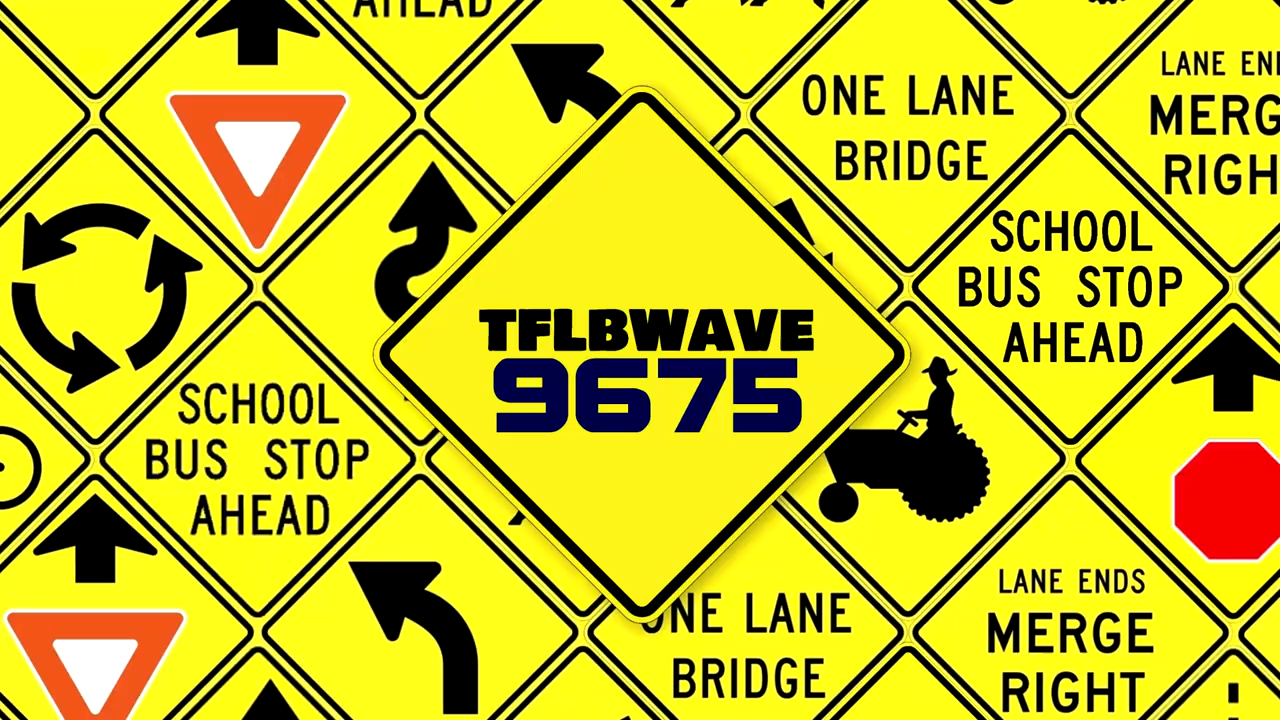 AHEAD
ONE LANE
BRIDGE
LANE EN
MERG
RIGH
SCHOOL
BUS STOP
AHEAD
TFLBWAVE
9675
SCHOOL
BUS STOP
AHEAD
ONE LANE
BRIDGE
LANE ENDS
MERGE
RIGHT